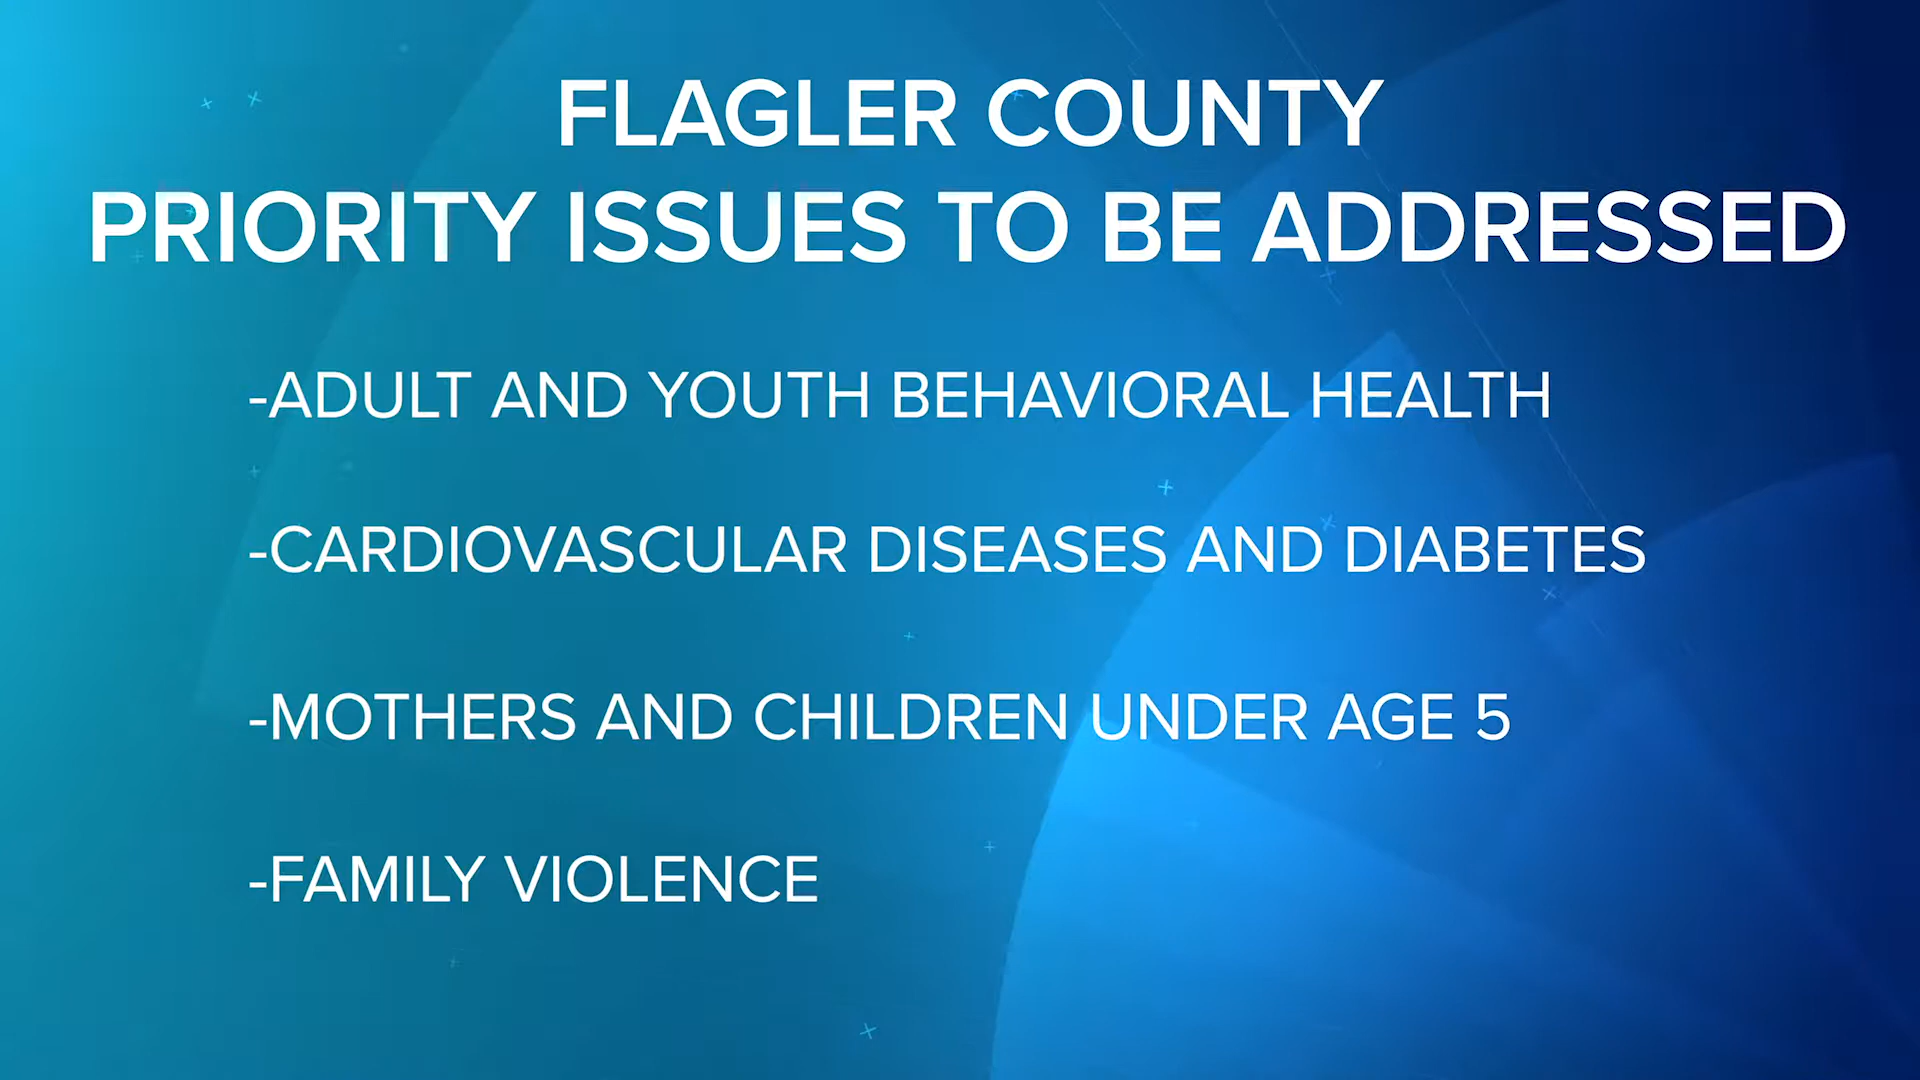 FLAGLER COUNTY
PRIORITY ISSUES TO BE ADDRESSED
-ADULT AND YOUTH BEHAVIORAL HEALTH
-CARDIOVASCULAR DISEASES AND DIABETES
-MOTHERS AND CHILDREN UNDER AGE 5
-FAMILY VIOLENCE